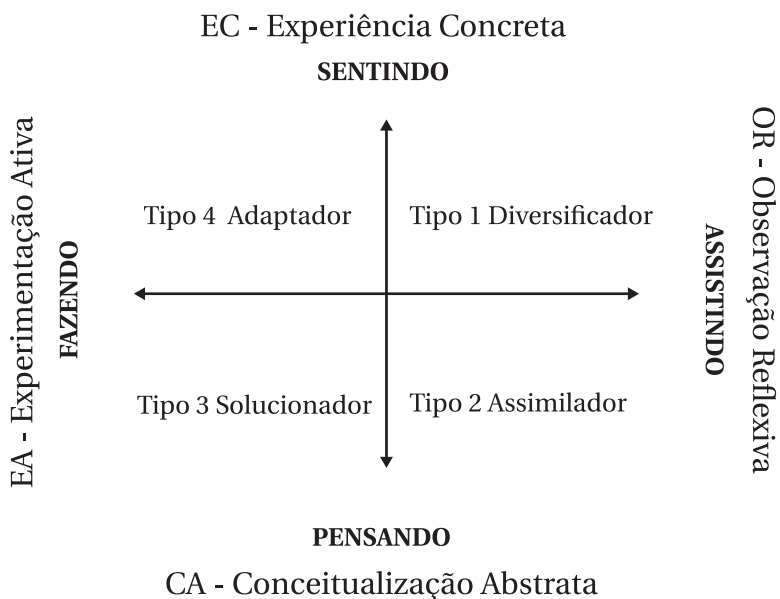 EC - Experiência Concreta
SENTINDO
EA - Experimentação Ativa
FAZENDO
Tipo 4 Adaptador
Tipo 1 Diversificador
ASSISTINDO
OR - Observação Reflexiva
Tipo 3 Solucionador
Tipo 2 Assimilador
PENSANDO
CA - Conceitualização Abstrata